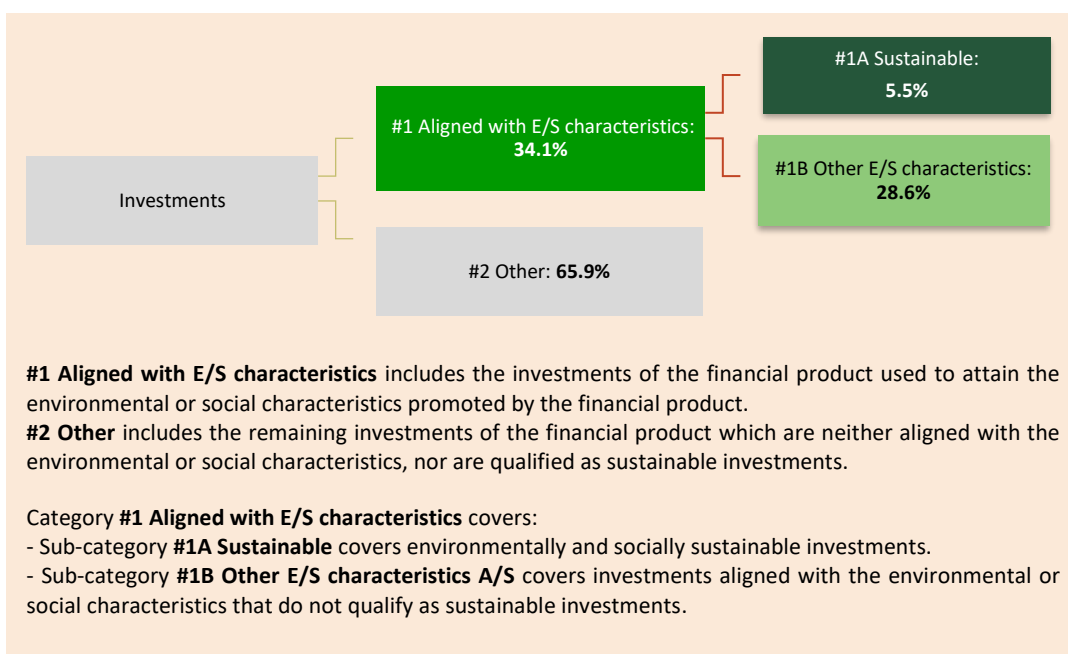 #1A Sustainable:
5.5%
#1 Aligned with E/S characteristics:
34.1%
#1B Other E/S characteristics:
28.6%
Investments
#2 Other: 65.9%
#1 Aligned with E/S characteristics includes the investments of the financial product used to attain the
environmental or social characteristics promoted by the financial product.
#2 Other includes the remaining investments of the financial product which are neither aligned with the
environmental or social characteristics, nor are qualified as sustainable investments.
Category #1 Aligned with E/S characteristics covers:
- Sub-category #1A Sustainable covers environmentally and socially sustainable investments.
- Sub-category #1B Other E/S characteristics A/S covers investments aligned with the environmental or
social characteristics that do not qualify as sustainable investments.